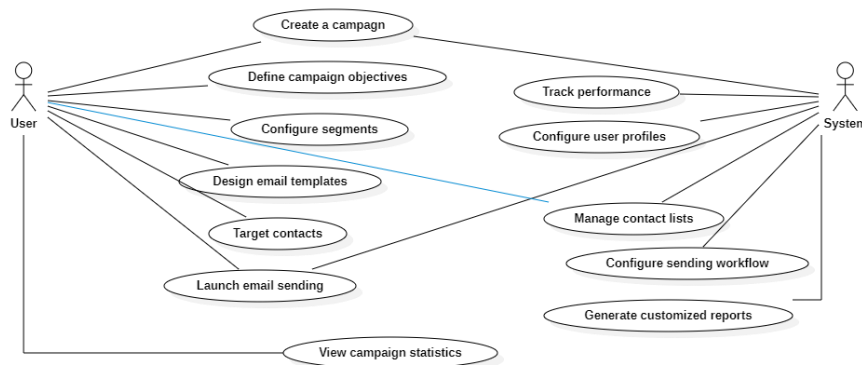 Create a campagn
Define campaign objectives
Track performance
User
Configure segments
Configure user profiles
System
Design email templates
Manage contact lists
Target contacts
Configure sending workflow
Launch email sending
Generate customized reports
View campaign statistics